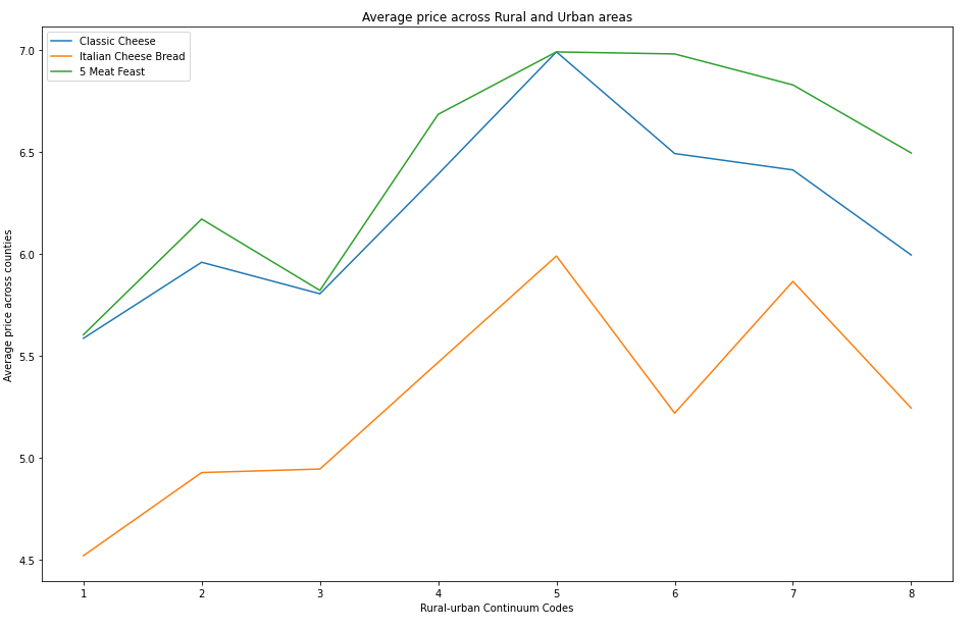 Average price across Rural and Urban areas
Classic Cheese
Italian Cheese Bread
5 Meat Feast
7.0
6.5
6.0
5.5
5.0
4.5
Average price across counties
1 2 3 4 5 6 7 8
Rural-urban Continuum Codes